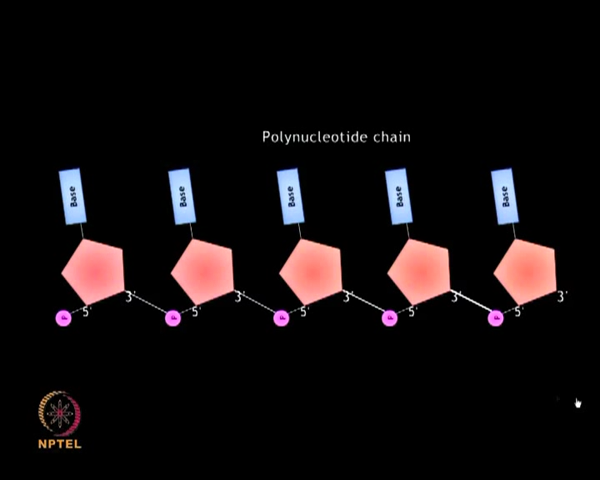 Polynucleotide chain
Base Base Base Base Base
3' 3' 3' 3' 3'
P 5' P 5' P 5' P 5' P 5'
NPTEL